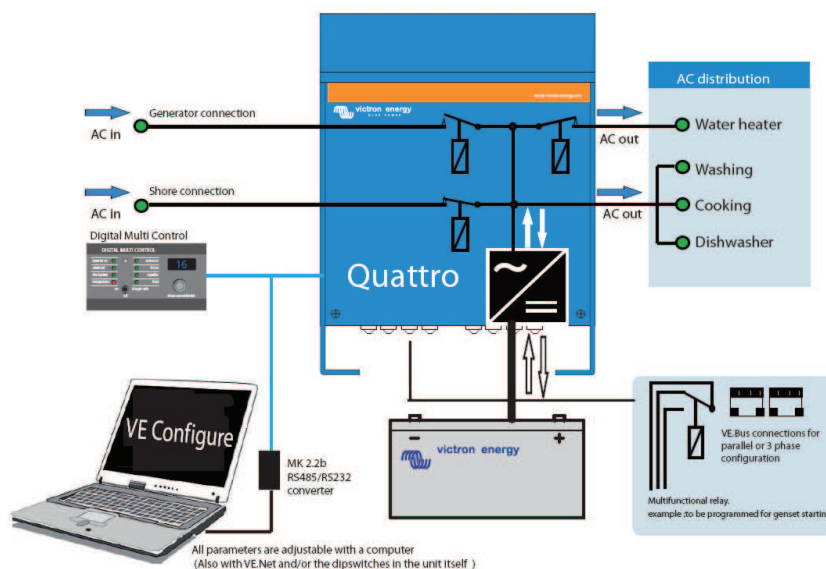 Generator connection
AC in
victron energy
BLUE POWER
AC out
AC distribution
Water heater
Shore connection
AC in
AC out
Washing
Cooking
Dishwasher
Digital Multi Control
DIGITAL MULTI CONTROL
16
Quattro
VE Configure
MK 2.2b
RS485/RS232
converter
victron energy
VE.Bus connections for
parallel or 3 phase
configuration
Multifunctional relay.
example ;to be programmed for genset startin
All parameters are adjustable with a computer
(Also with VE.Net and/or the dipswitches in the unit itself )